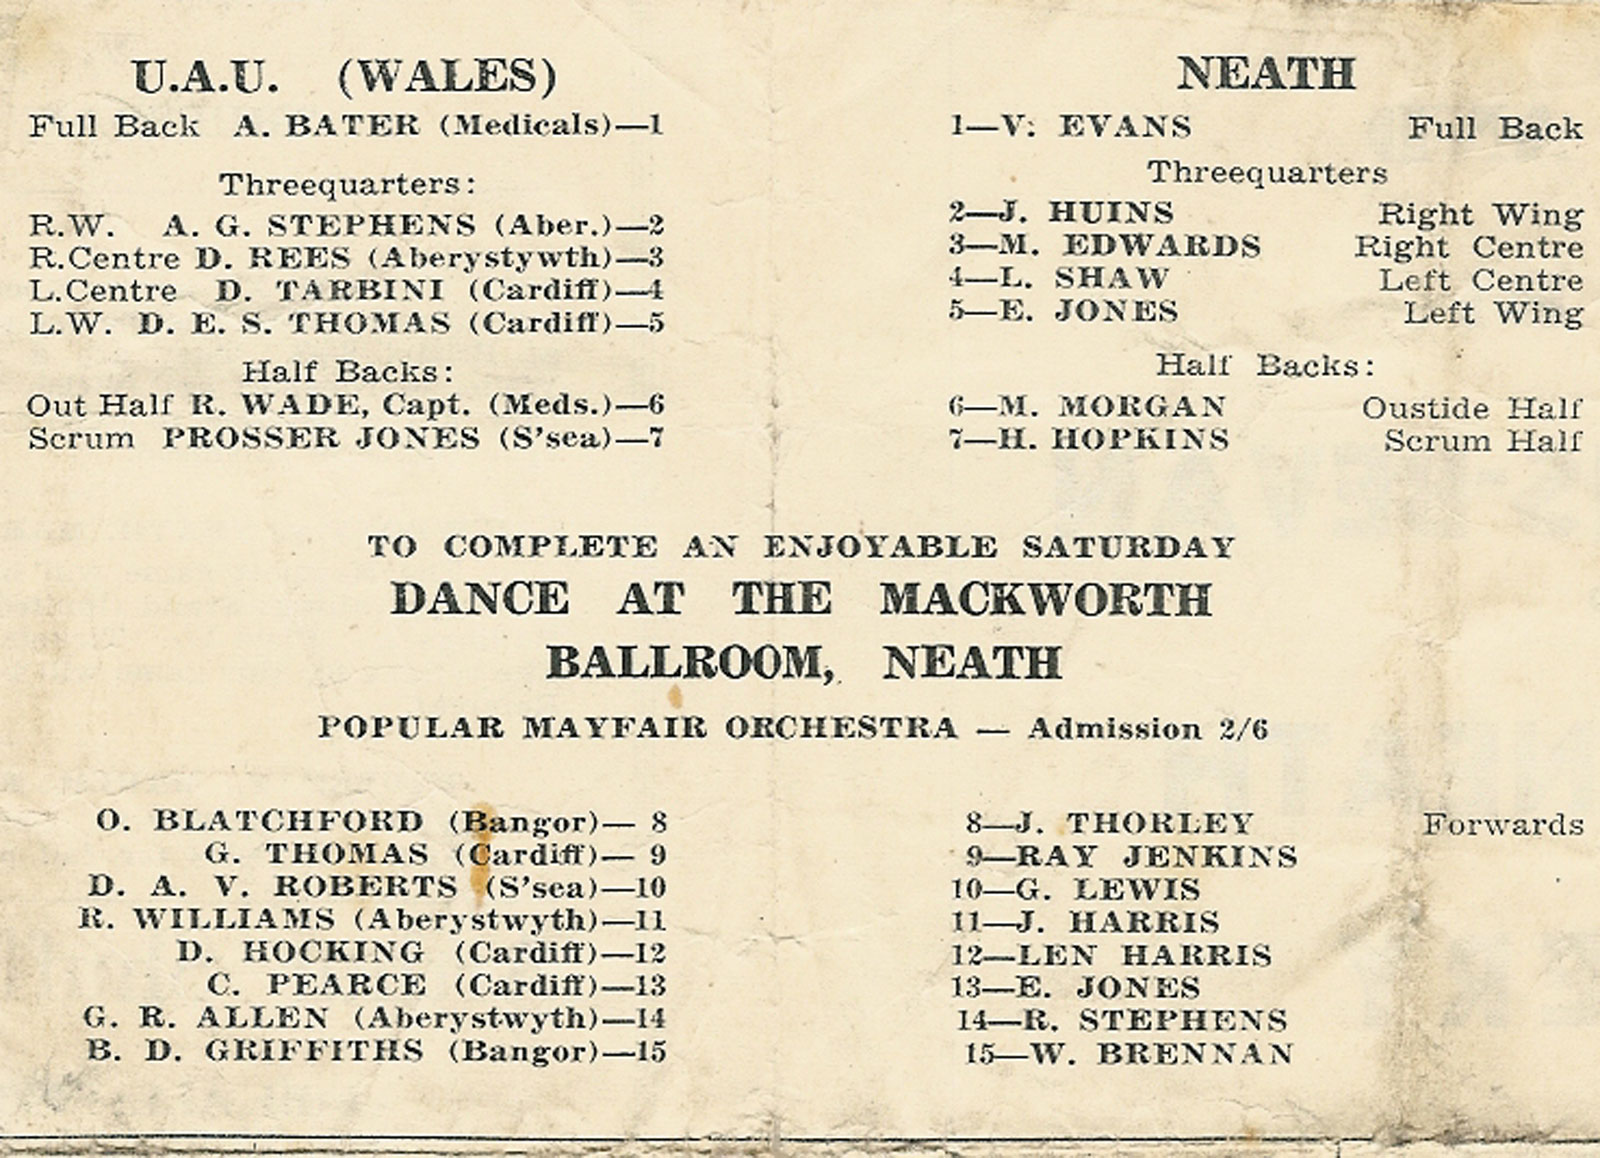 U.A.U. (WALES)
Full Back A. BATER (Medicals)—1
Threequarters:
R.W. A. G. STEPHENS (Aber.)—2
R.Centre D. REES (Aberystywth)—3
L.Centre D. TARBINI (Cardiff)—4
L.W. D. E. S. THOMAS (Cardiff)—5
Half Backs:
Out Half R. WADE, Capt. (Meds.)—6
Scrum PROSSER JONES (S'sea)—7
NEATH
1—V. EVANS Full Back
Threequarters
2—J. HUINS Right Wing
3—M. EDWARDS Right Centre
4—L. SHAW Left Centre
5—E. JONES Left Wing
Half Backs:
6—M. MORGAN Oustide Half
7—H. HOPKINS Scrum Half
TO COMPLETE AN ENJOYABLE SATURDAY
DANCE AT THE MACKWORTH
BALLROOM, NEATH
POPULAR MAYFAIR ORCHESTRA — Admission 2/6
O. BLATCHFORD (Bangor)— 8
G. THOMAS (Cardiff)— 9
D. A. V. ROBERTS (S'sea)—10
R. WILLIAMS (Aberystwyth)—11
D. HOCKING (Cardiff)—12
C. PEARCE (Cardiff)—13
G. R. ALLEN (Aberystwyth)—14
B. D. GRIFFITHS (Bangor)—15
8—J. THORLEY Forwards
9—RAY JENKINS
10—G. LEWIS
11—J. HARRIS
12—LEN HARRIS
13—E. JONES
14—R. STEPHENS
15—W. BRENNAN